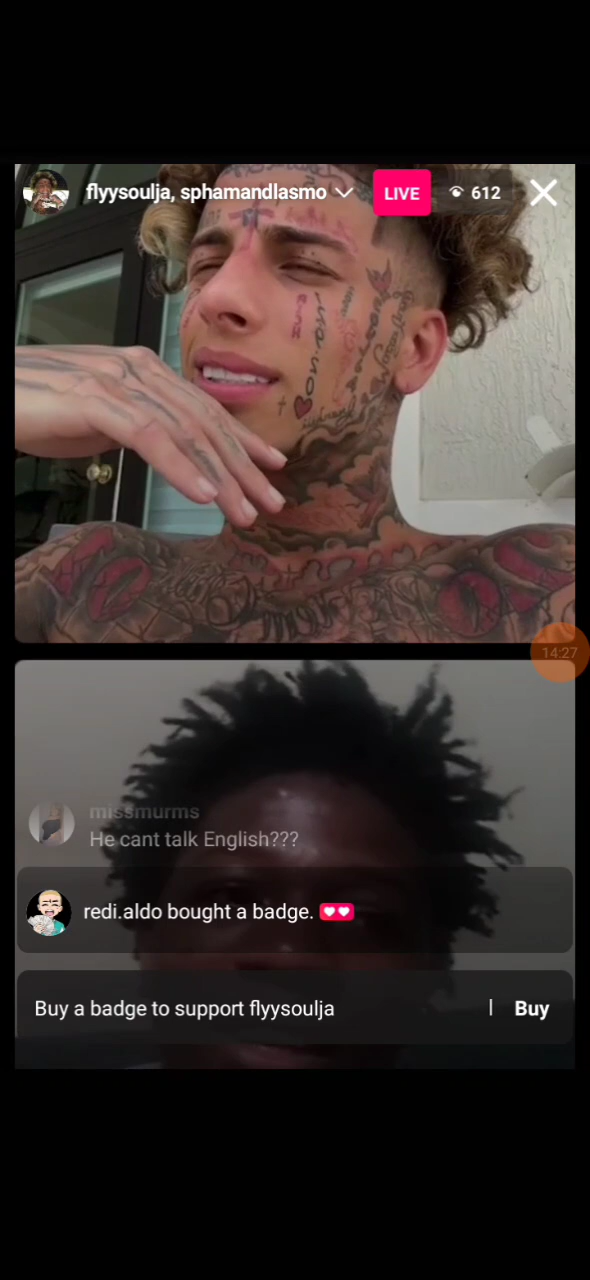 flyysoulja, sphamandlasmo
LIVE
612
14:27
missmurms
He cant talk English???
redi.aldo bought a badge.
Buy a badge to support flyysoulja
Buy